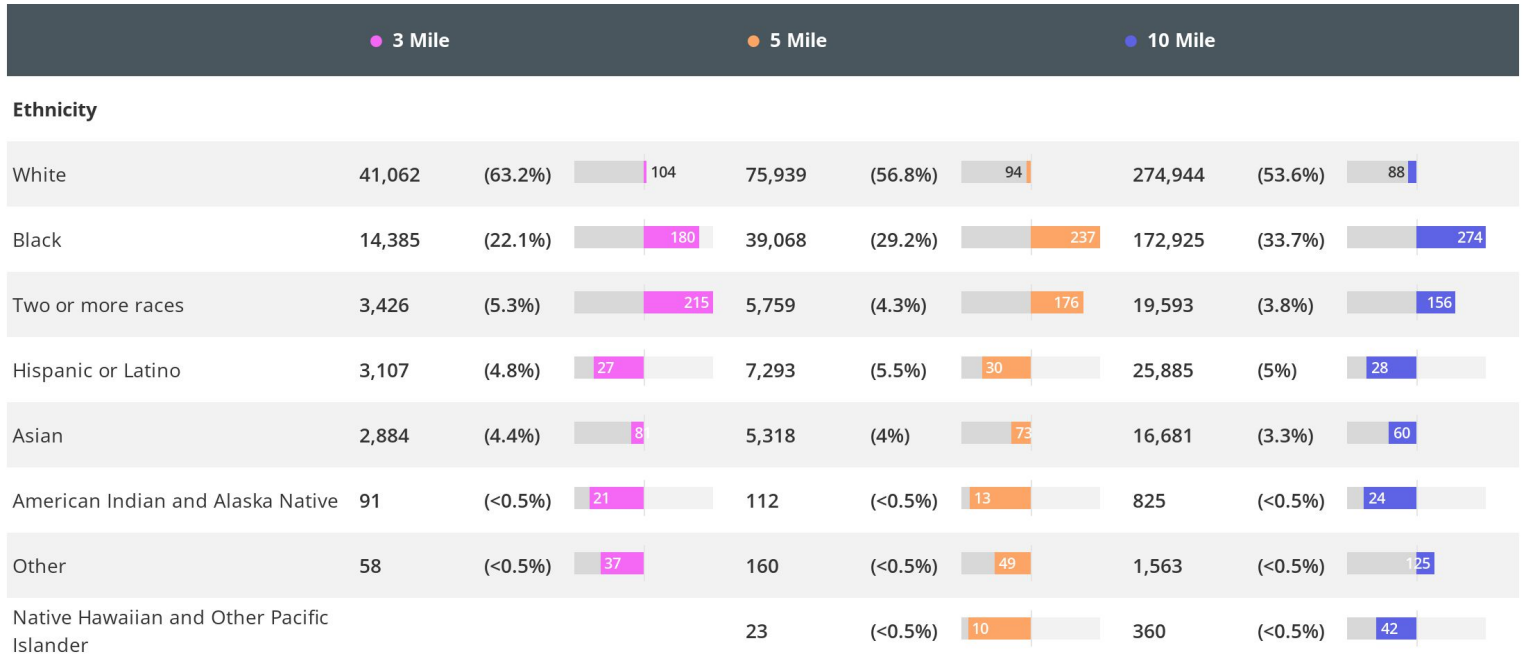 3 Mile 5 Mile 10 Mile
Ethnicity
White 41,062 (63.2%) 104 75,939 (56.8%) 94 274,944 (53.6%) 88
Black 14,385 (22.1%) 180 39,068 (29.2%) 237 172,925 (33.7%) 274
Two or more races 3,426 (5.3%) 215 5,759 (4.3%) 176 19,593 (3.8%) 156
Hispanic or Latino 3,107 (4.8%) 27 7,293 (5.5%) 30 25,885 (5%) 28
Asian 2,884 (4.4%) 81 5,318 (4%) 73 16,681 (3.3%) 60
American Indian and Alaska Native 91 (<0.5%) 21 112 (<0.5%) 13 825 (<0.5%) 24
Other 58 (<0.5%) 37 160 (<0.5%) 49 1,563 (<0.5%) 125
Native Hawaiian and Other Pacific
Islander 23 (<0.5%) 10 360 (<0.5%) 42